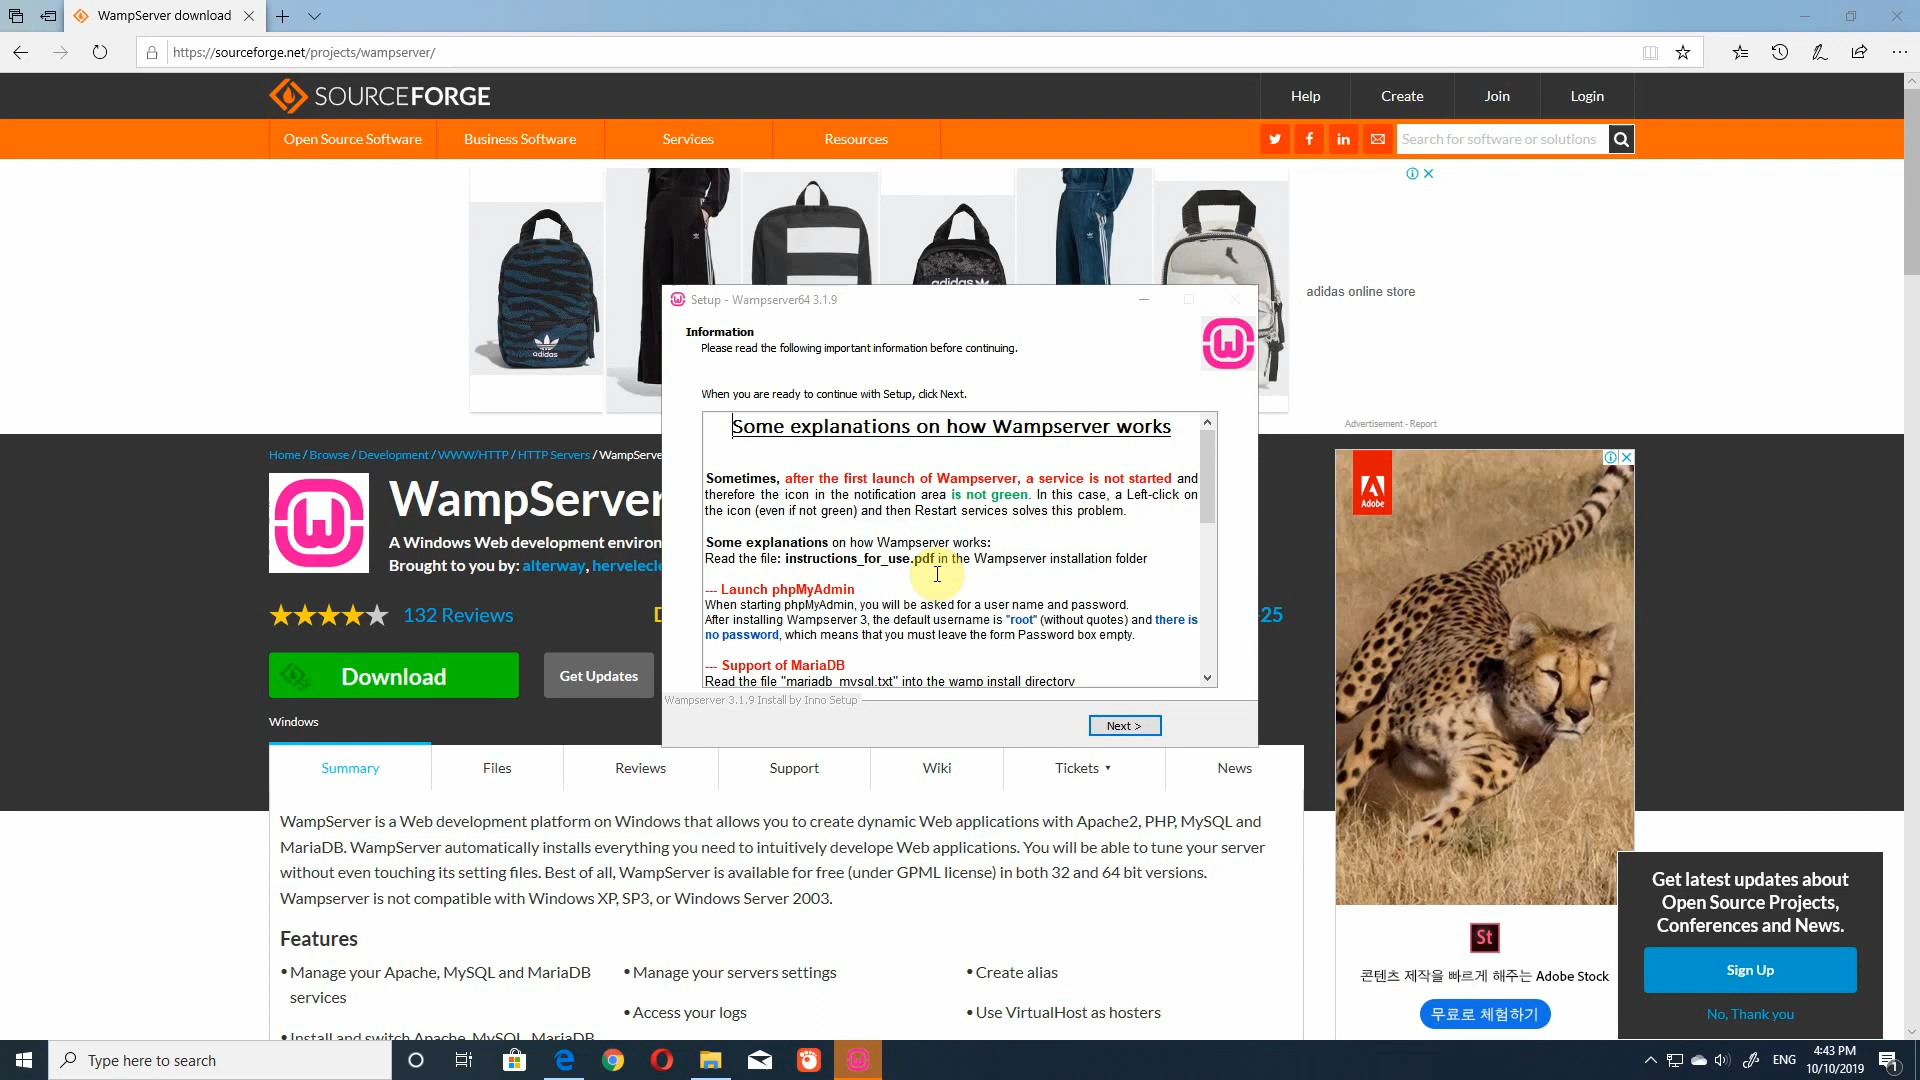 WampServer download
https://sourceforge.net/projects/wampserver/
SOURCEFORGE
Help
Create
Join
Login
Open Source Software
Business Software
Services
Resources
Search for software or solutions
adidas
adidas
adidas online store
Advertisement - Report
Setup - Wampserver64 3.1.9
Information
Please read the following important information before continuing.
When you are ready to continue with Setup, click Next.
Some explanations on how Wampserver works
Sometimes, after the first launch of Wampserver, a service is not started and
therefore the icon in the notification area is not green. In this case, a Left-click on
the icon (even if not green) and then Restart services solves this problem.
Some explanations on how Wampserver works:
Read the file: instructions_for_use.pdf in the Wampserver installation folder
--- Launch phpMyAdmin
When starting phpMyAdmin, you will be asked for a user name and password.
After installing Wampserver 3, the default username is "root" (without quotes) and there is
no password, which means that you must leave the form Password box empty.
--- Support of MariaDB
Read the file "mariadb_mysql.txt" into the wamp install directory
Wampserver 3.1.9 Install by Inno Setup
Next >
Home / Browse / Development / WWW/HTTP / HTTP Servers / WampServe
WampServer
A Windows Web development environ
Brought to you by: alterway, hervelecle
132 Reviews
D
-25
Download
Get Updates
Windows
Summary
Files
Reviews
Support
Wiki
Tickets
News
WampServer is a Web development platform on Windows that allows you to create dynamic Web applications with Apache2, PHP, MySQL and
MariaDB. WampServer automatically installs everything you need to intuitively develope Web applications. You will be able to tune your server
without even touching its setting files. Best of all, WampServer is available for free (under GPML license) in both 32 and 64 bit versions.
Wampserver is not compatible with Windows XP, SP3, or Windows Server 2003.
Features
• Manage your Apache, MySQL and MariaDB
services
• Manage your servers settings
• Create alias
• Access your logs
• Use VirtualHost as hosters
• Install and switch Apache, MySQL, MariaDB
Adobe
St
콘텐츠 제작을 빠르게 해주는 Adobe Stock
무료로 체험하기
Get latest updates about
Open Source Projects,
Conferences and News.
Sign Up
No, Thank you
Type here to search
ENG
4:43 PM
10/10/2019
1